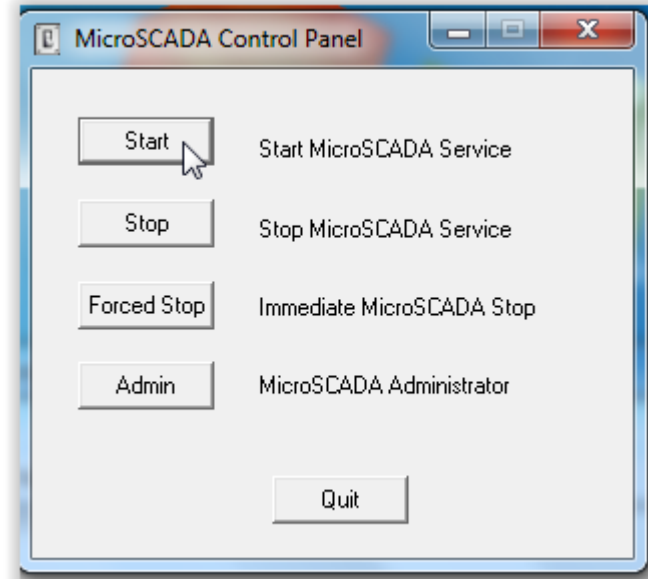 MicroSCADA Control Panel
Start Start MicroSCADA Service
Stop Stop MicroSCADA Service
Forced Stop Immediate MicroSCADA Stop
Admin MicroSCADA Administrator
Quit